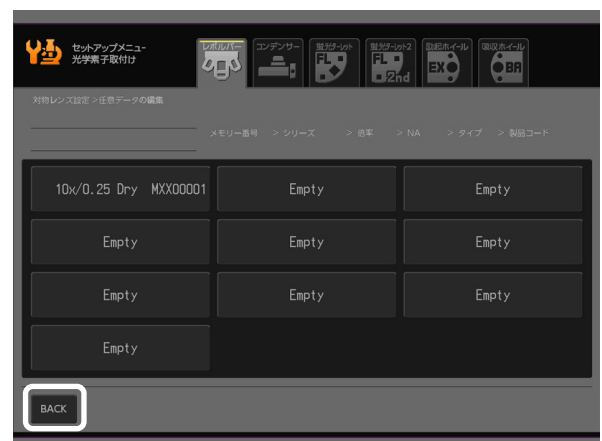 セットアップメニュー
光学素子取付け
レボルバー
コンデンサー
蛍光ターレット
FL
蛍光ターレット2
FL
2nd
励起ホイール
EX
吸収ホイール
BA
対物レンズ設定 >任意データの編集
メモリー番号 > シリーズ > 倍率 > NA > タイプ > 製品コード
10x/0.25 Dry MXX00001
Empty
Empty
Empty
Empty
Empty
Empty
Empty
Empty
Empty
BACK